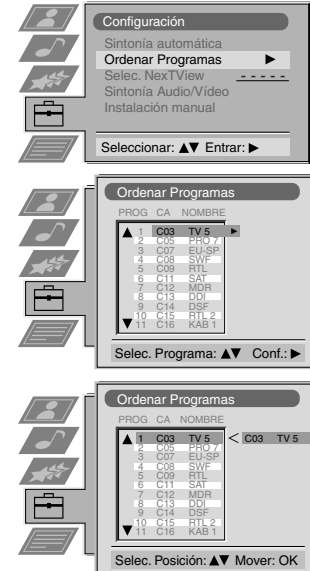 Configuración
Sintonía automática
Ordenar Programas ▶
Selec. NexTView - - - - -
Sintonía Audio/Vídeo
Instalación manual
Seleccionar: ▲▼ Entrar: ▶
Ordenar Programas
PROG CA NOMBRE
▲ 1 C03 TV 5 ▶
2 C05 PRO 7
3 C07 EU-SP
4 C08 SWF
5 C09 RTL
6 C11 SAT
7 C12 MDR
8 C13 DDI
9 C14 DSF
10 C15 RTL 2
▼ 11 C16 KAB 1
Selec. Programa: ▲▼ Conf.: ▶
Ordenar Programas
PROG CA NOMBRE
▲ 1 C03 TV 5 < C03 TV 5
2 C05 PRO 7
3 C07 EU-SP
4 C08 SWF
5 C09 RTL
6 C11 SAT
7 C12 MDR
8 C13 DDI
9 C14 DSF
10 C15 RTL 2
▼ 11 C16 KAB 1
Selec. Posición: ▲▼ Mover: OK